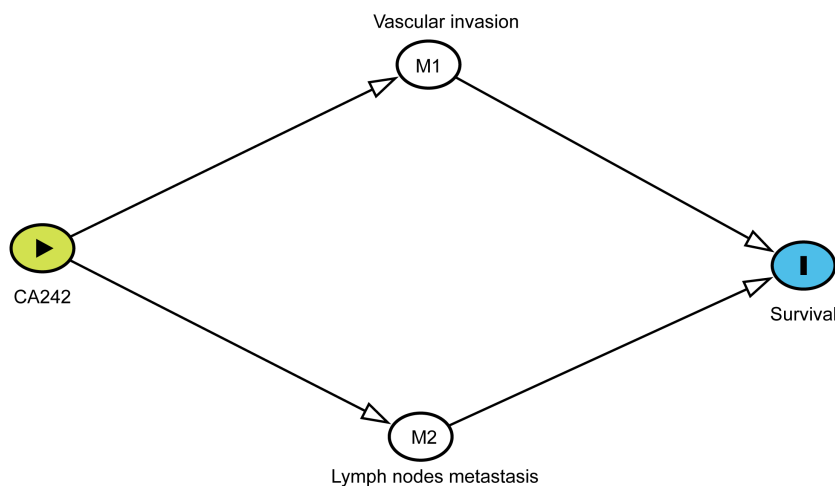 Vascular invasion
M1
CA242
Survival
M2
Lymph nodes metastasis